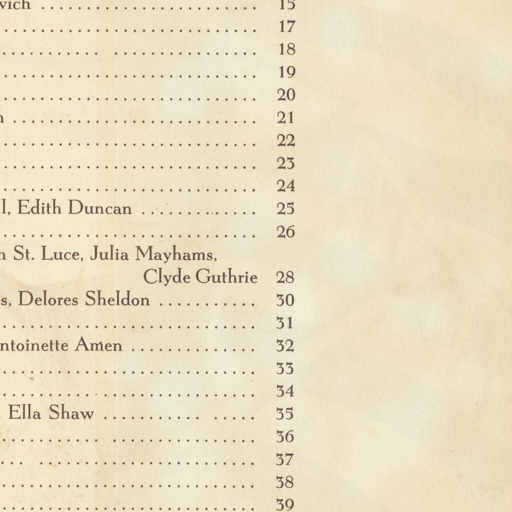 vich ............................ 15
............................ 17
............................ 18
............................ 19
............................ 20
n ............................ 21
............................ 22
............................ 23
............................ 24
l, Edith Duncan ............ 25
............................ 26
n St. Luce, Julia Mayhams,
Clyde Guthrie 28
s, Delores Sheldon ........... 30
............................ 31
ntoinette Amen .............. 32
............................ 33
............................ 34
Ella Shaw ................ 35
............................ 36
............................ 37
............................ 38
............................ 39